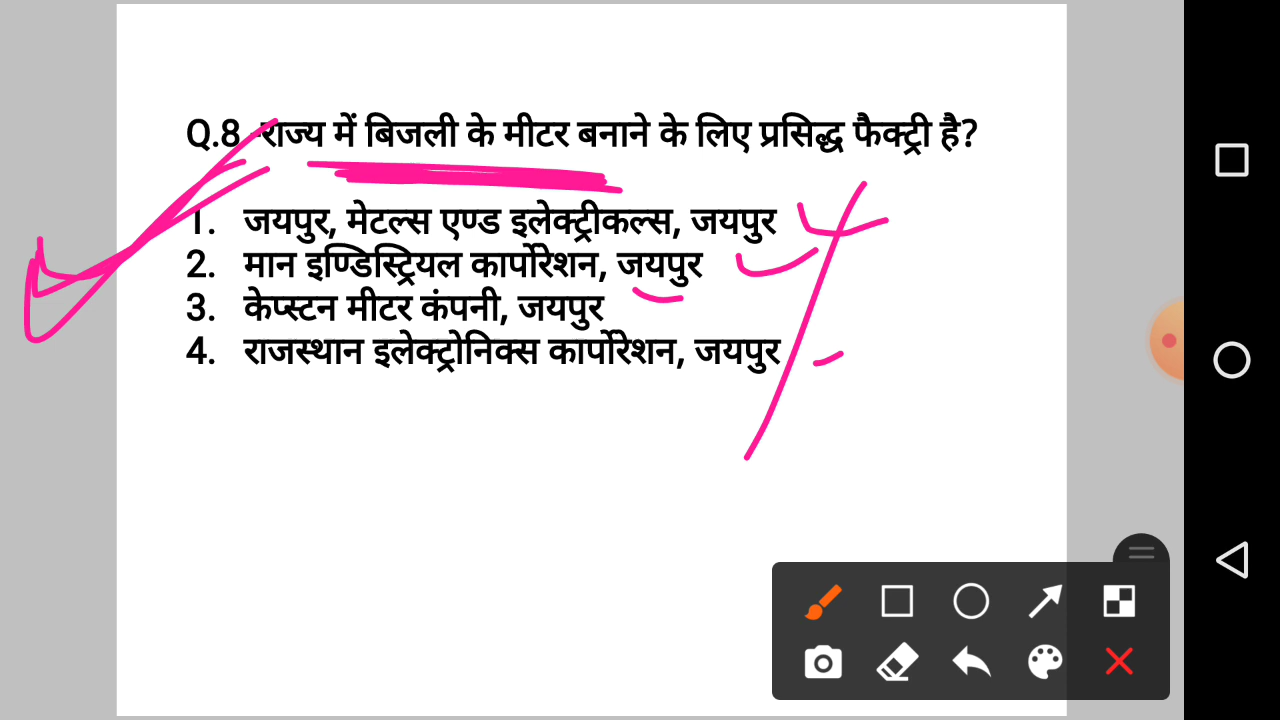 Q.8 राज्य में बिजली के मीटर बनाने के लिए प्रसिद्ध फैक्ट्री है?
1. जयपुर, मेटल्स एण्ड इलेक्ट्रीकल्स, जयपुर
2. मान इण्डिस्ट्रियल कार्पोरेशन, जयपुर
3. केप्स्टन मीटर कंपनी, जयपुर
4. राजस्थान इलेक्ट्रोनिक्स कार्पोरेशन, जयपुर